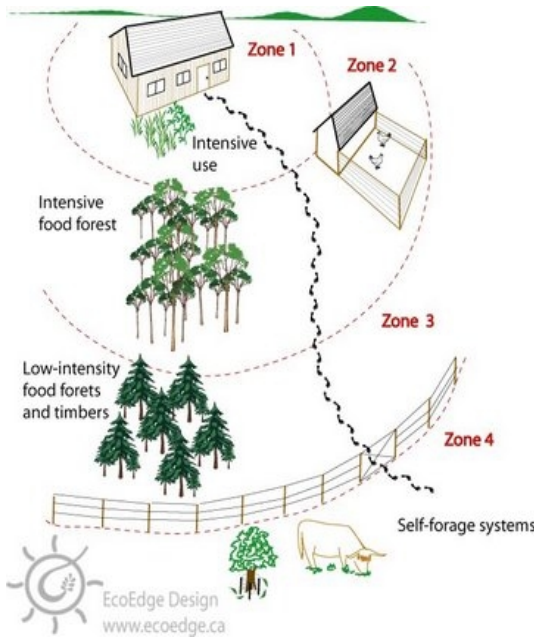 Zone 1
Zone 2
Intensive
use
Intensive
food forest
Zone 3
Low-intensity
food forets
and timbers
Zone 4
Self-forage systems
EcoEdge Design
www.ecoedge.ca